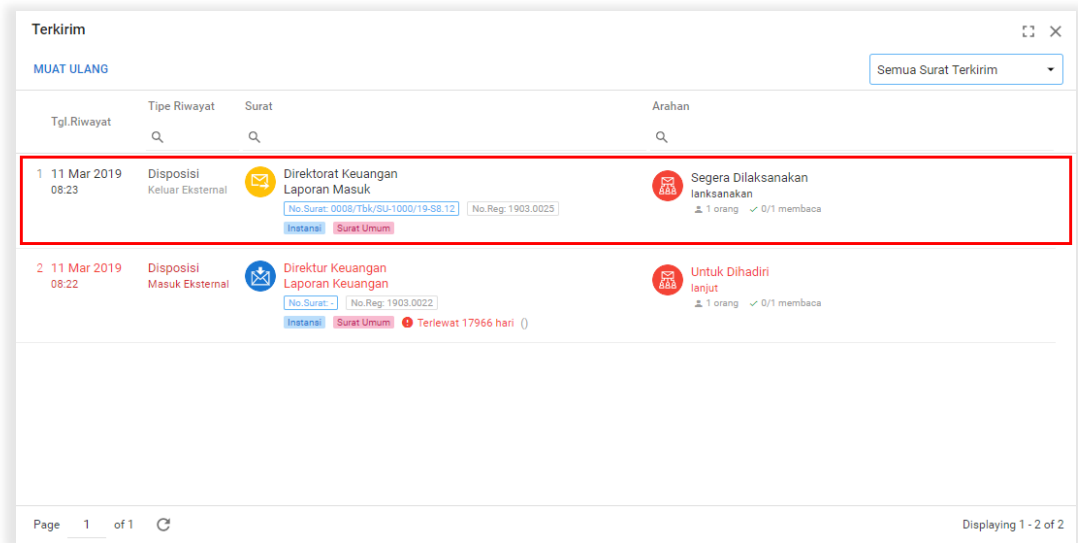 Terkirim
MUAT ULANG
Semua Surat Terkirim
Tgl.Riwayat
Tipe Riwayat
Surat
Arahan
1 11 Mar 2019
08:23
Disposisi
Keluar Eksternal
Direktorat Keuangan
Laporan Masuk
No.Surat: 0008/Tbk/SU-1000/19-S8.12 No.Reg: 1903.0025
Instansi Surat Umum
Segera Dilaksanakan
lanksanakan
1 orang 0/1 membaca
2 11 Mar 2019
08:22
Disposisi
Masuk Eksternal
Direktur Keuangan
Laporan Keuangan
No.Surat: - No.Reg: 1903.0022
Instansi Surat Umum Terlewat 17966 hari ()
Untuk Dihadiri
lanjut
1 orang 0/1 membaca
Page 1 of 1
Displaying 1 - 2 of 2